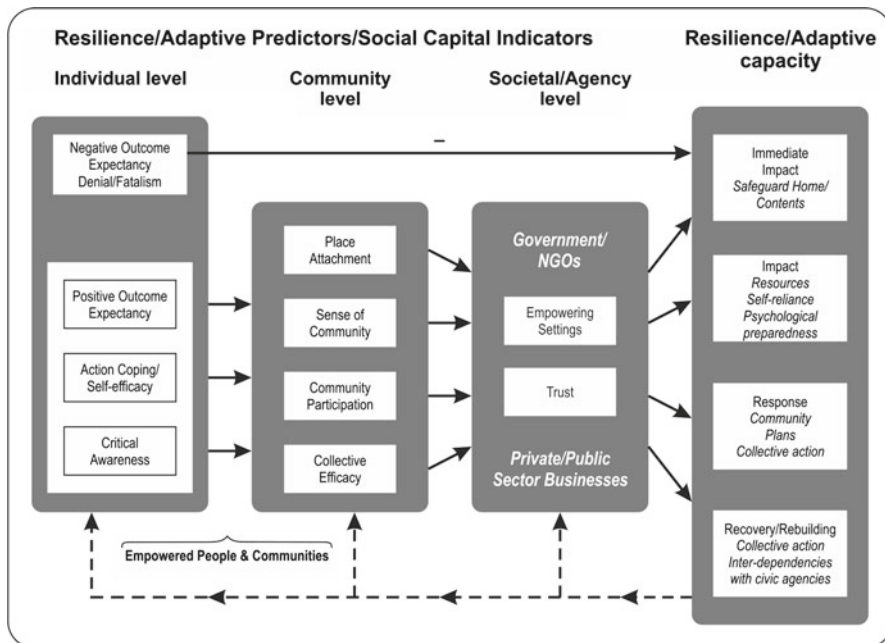 Resilience/Adaptive Predictors/Social Capital Indicators
Resilience/Adaptive
capacity
Individual level
Community
level
Societal/Agency
level
Negative Outcome
Expectancy
Denial/Fatalism
–
Positive Outcome
Expectancy
Action Coping/
Self-efficacy
Critical
Awareness
Place
Attachment
Sense of
Community
Community
Participation
Collective
Efficacy
Government/
NGOs
Empowering
Settings
Trust
Private/Public
Sector Businesses
Immediate
Impact
Safeguard Home/
Contents
Impact
Resources
Self-reliance
Psychological
preparedness
Response
Community
Plans
Collective action
Recovery/Rebuilding
Collective action
Inter-dependencies
with civic agencies
Empowered People & Communities